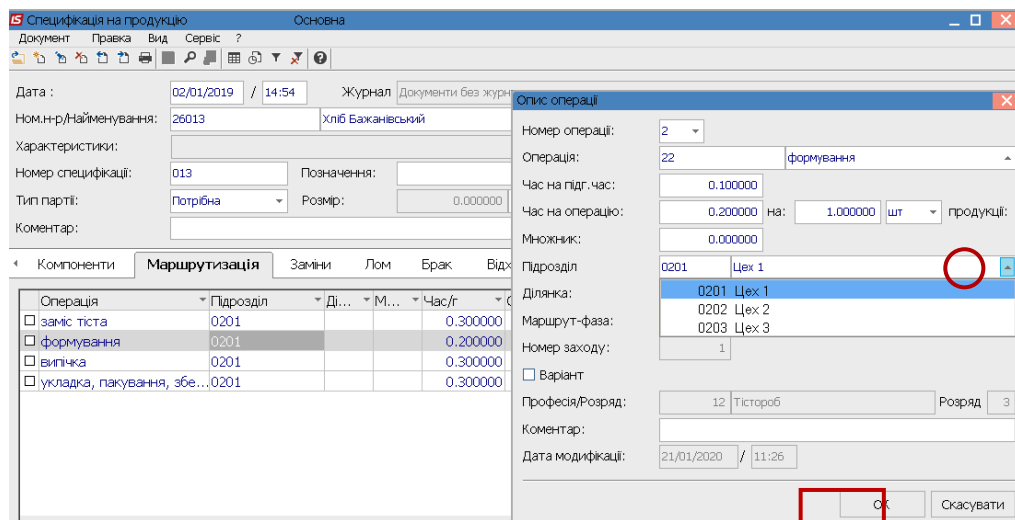 Специфікація на продукцію Основна
Документ Правка Вид Сервіс ?
Дата : 02/01/2019 / 14:54 Журнал Документи без журн
Ном.н-р/Найменування: 26013 Хліб Бажанівський
Характеристики:
Номер специфікації: 013 Позначення:
Тип партії: Потрібна Розмір: 0.000000
Коментар:
Компоненти Маршрутизація Заміни Лом Брак Відх
Операція Підрозділ Ді... М... Час/г
заміс тіста 0201 0.300000
формування 0201 0.200000
випічка 0201 0.300000
укладка, пакування, збе... 0201 0.300000
Опис операції
Номер операції: 2
Операція: 22 формування
Час на підг.час: 0.100000
Час на операцію: 0.200000 на: 1.000000 шт продукції:
Множник: 0.000000
Підрозділ 0201 Цех 1
Ділянка: 0201 Цех 1
0202 Цех 2
Маршрут-фаза: 0203 Цех 3
Номер заходу: 1
Варіант
Професія/Розряд: 12 Тістороб Розряд 3
Коментар:
Дата модифікації: 21/01/2020 / 11:26
OK Скасувати